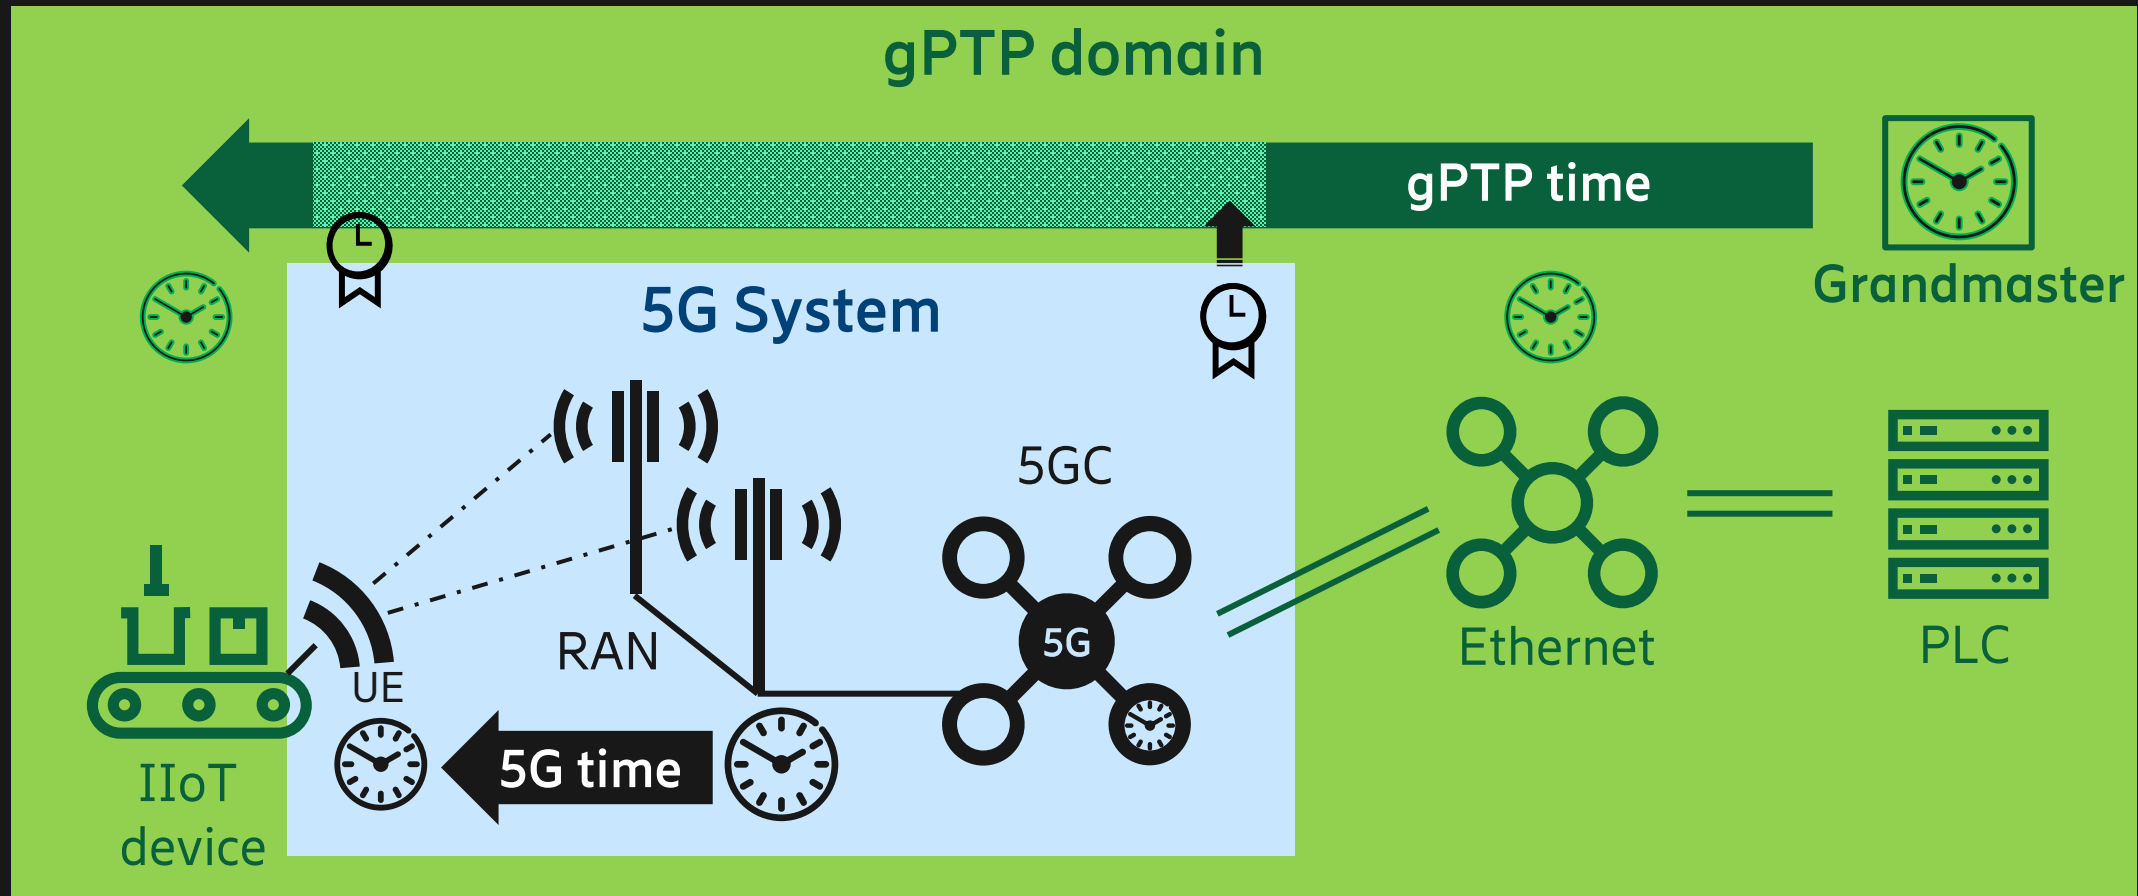 gPTP domain
gPTP time
Grandmaster
5G System
5GC
5G
RAN
UE
5G time
Ethernet
PLC
IIoT
device